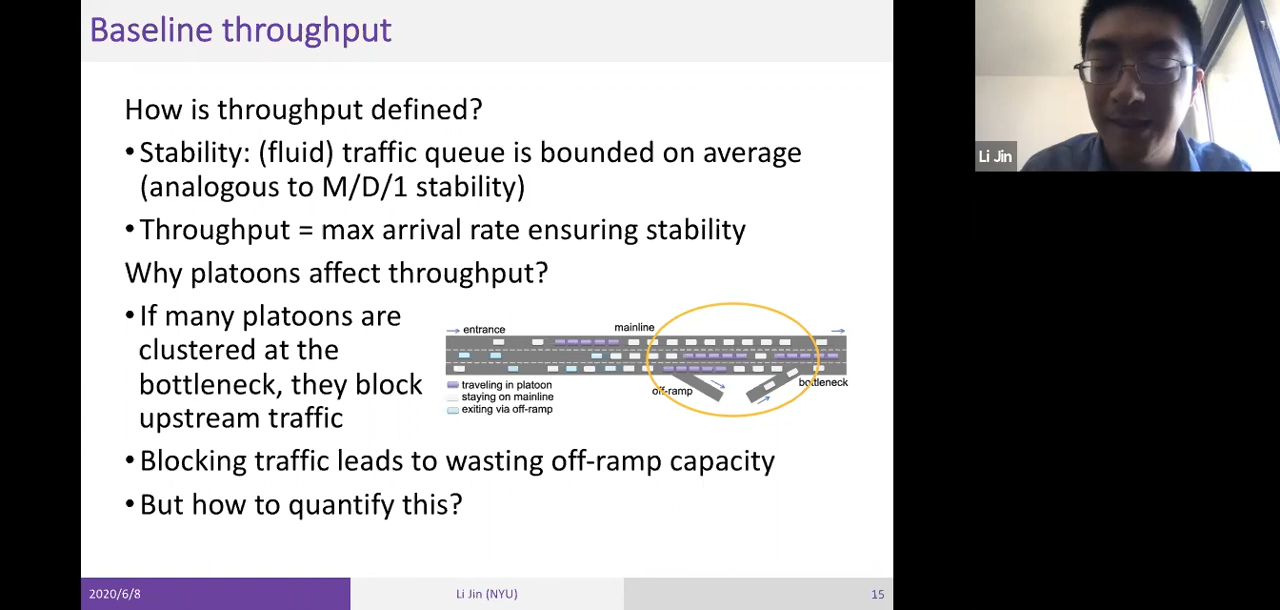 Baseline throughput
How is throughput defined?
• Stability: (fluid) traffic queue is bounded on average
(analogous to M/D/1 stability)
• Throughput = max arrival rate ensuring stability
Why platoons affect throughput?
• If many platoons are
clustered at the
bottleneck, they block
upstream traffic
entrance
mainline
traveling in platoon
staying on mainline
exiting via off-ramp
off-ramp
bottleneck
• Blocking traffic leads to wasting off-ramp capacity
• But how to quantify this?
2020/6/8
Li Jin (NYU)
15
Li Jin